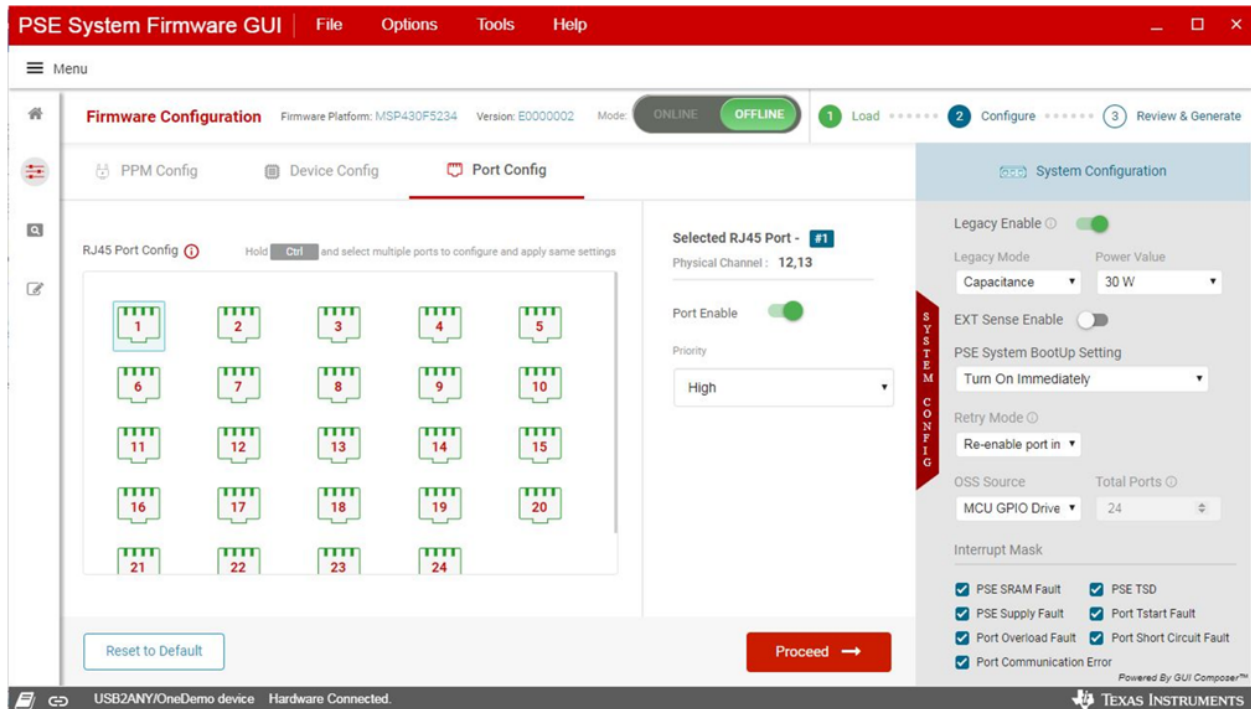 PSE System Firmware GUI File Options Tools Help
Menu
Firmware Configuration Firmware Platform: MSP430F5234 Version: E0000002 Mode: ONLINE OFFLINE 1 Load 2 Configure 3 Review & Generate
PPM Config Device Config Port Config
RJ45 Port Config Hold Ctrl and select multiple ports to configure and apply same settings
1 2 3 4 5
6 7 8 9 10
11 12 13 14 15
16 17 18 19 20
21 22 23 24
Reset to Default
Selected RJ45 Port - #1
Physical Channel : 12,13
Port Enable
Priority
High
Proceed
SYSTEM CONFIG
System Configuration
Legacy Enable
Legacy Mode Power Value
Capacitance 30 W
EXT Sense Enable
PSE System BootUp Setting
Turn On Immediately
Retry Mode
Re-enable port in
OSS Source Total Ports
MCU GPIO Drive 24
Interrupt Mask
PSE SRAM Fault PSE TSD
PSE Supply Fault Port Tstart Fault
Port Overload Fault Port Short Circuit Fault
Port Communication Error
Powered By GUI Composer™
USB2ANY/OneDemo device Hardware Connected.
TEXAS INSTRUMENTS